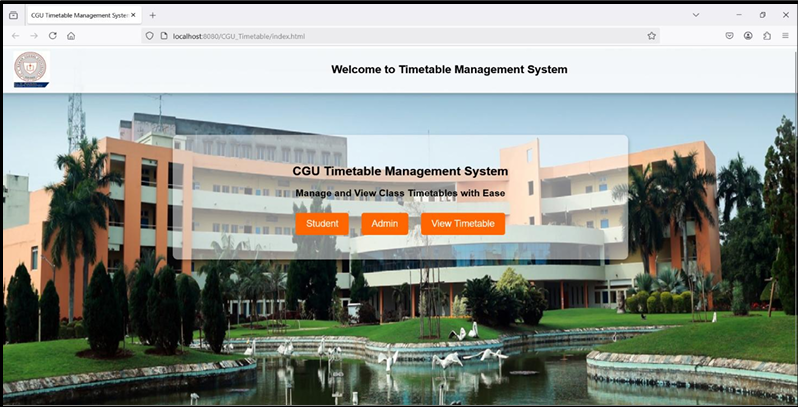 CGU Timetable Management System
localhost:8080/CGU_Timetable/index.html
Welcome to Timetable Management System
CGU Timetable Management System
Manage and View Class Timetables with Ease
Student Admin View Timetable